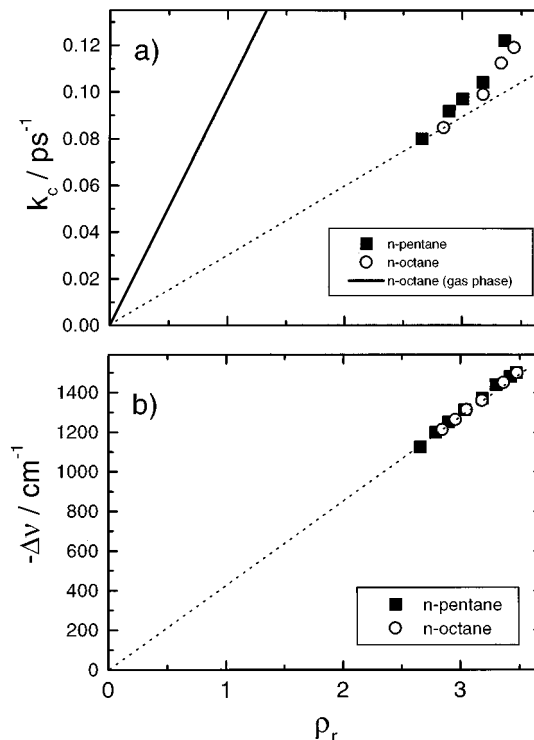 a)
0.12
0.10
0.08
0.06
0.04
0.02
0.00
k_c / ps⁻¹
n-pentane
n-octane
n-octane (gas phase)
b)
1400
1200
1000
800
600
400
200
0
-Δν / cm⁻¹
n-pentane
n-octane
0 1 2 3
ρ_r